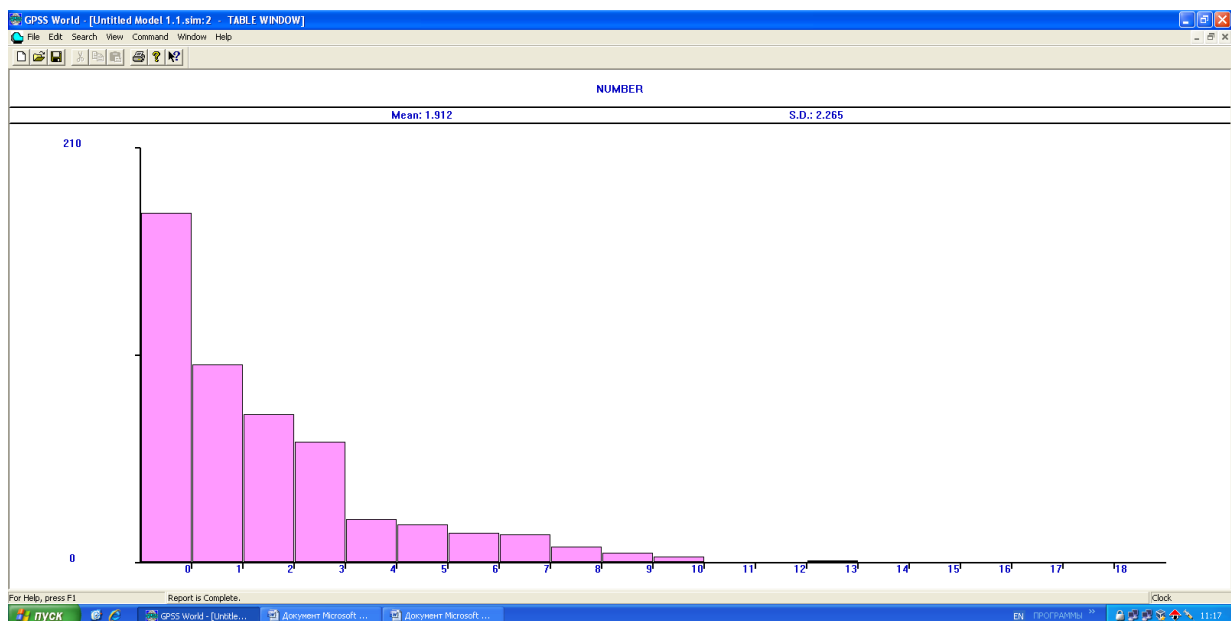 GPSS World - [Untitled Model 1.1.sim:2 - TABLE WINDOW]
File Edit Search View Command Window Help
NUMBER
Mean: 1.912 S.D.: 2.265
210
0
0 1 2 3 4 5 6 7 8 9 10 11 12 13 14 15 16 17 18
For Help, press F1 Report is Complete. Clock
пуск GPSS World - [Untitle... Документ Microsoft ... Документ Microsoft ... EN ПРОГРАММЫ » 11:17